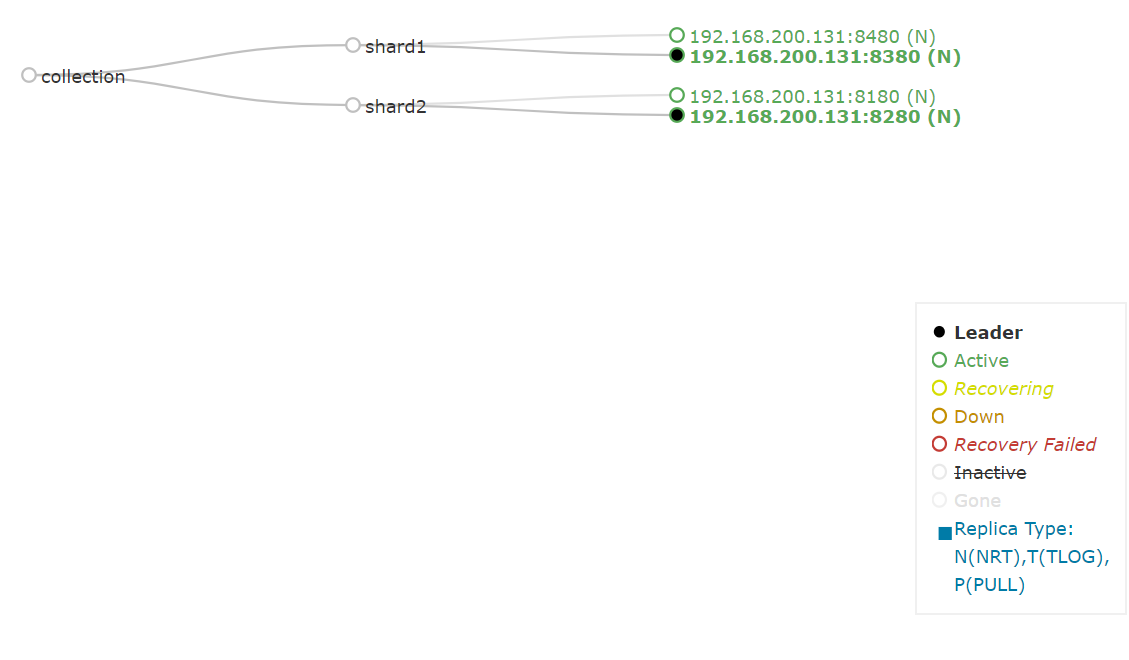 collection
shard1
192.168.200.131:8480 (N)
192.168.200.131:8380 (N)
shard2
192.168.200.131:8180 (N)
192.168.200.131:8280 (N)
Leader
Active
Recovering
Down
Recovery Failed
Inactive
Gone
Replica Type:
N(NRT),T(TLOG),
P(PULL)